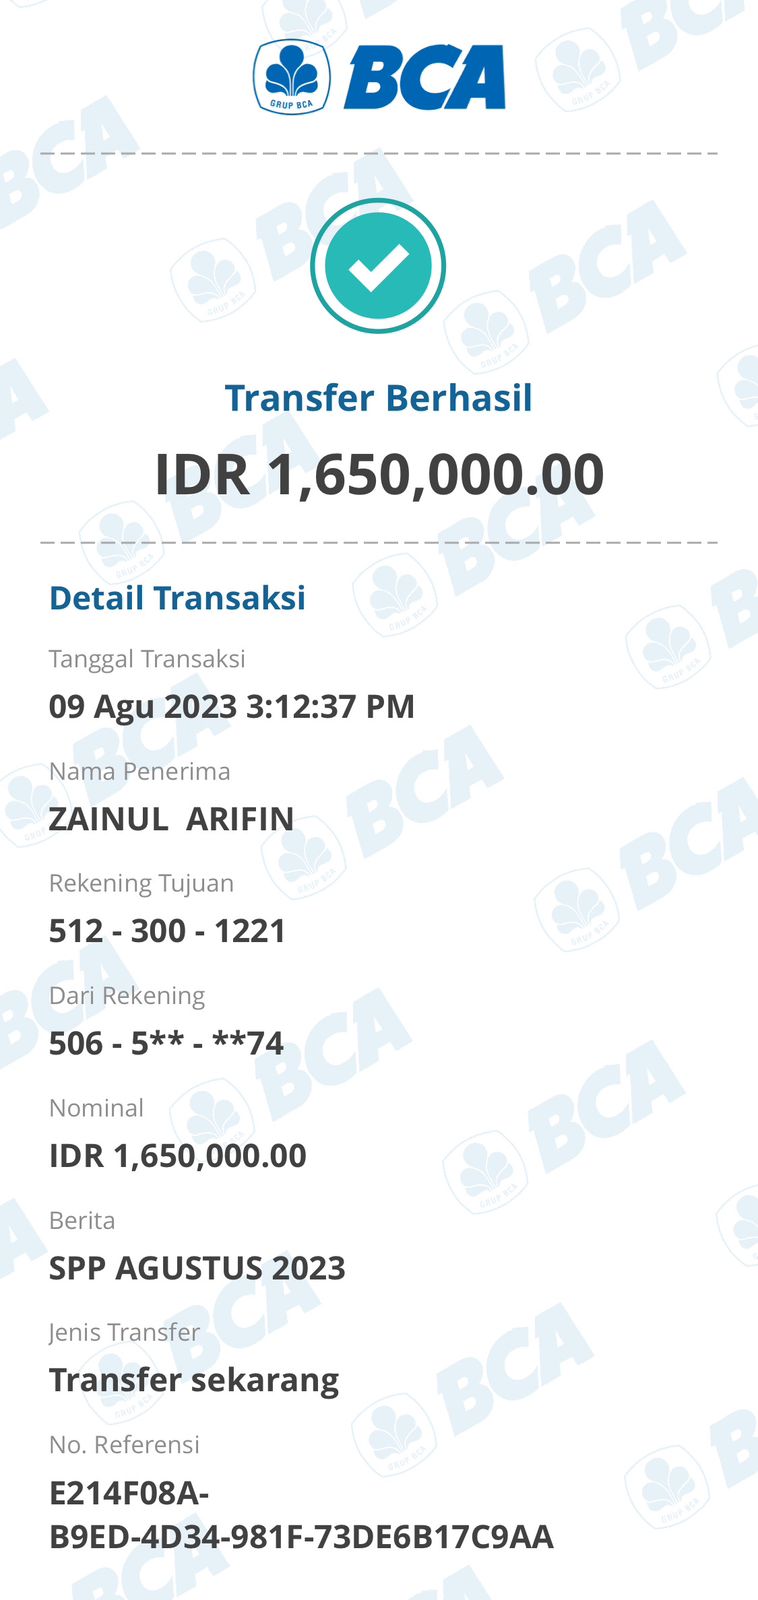 GRUP BCA
BCA
Transfer Berhasil
IDR 1,650,000.00
Detail Transaksi
Tanggal Transaksi
09 Agu 2023 3:12:37 PM
Nama Penerima
ZAINUL  ARIFIN
Rekening Tujuan
512 - 300 - 1221
Dari Rekening
506 - 5** - **74
Nominal
IDR 1,650,000.00
Berita
SPP AGUSTUS 2023
Jenis Transfer
Transfer sekarang
No. Referensi
E214F08A-
B9ED-4D34-981F-73DE6B17C9AA